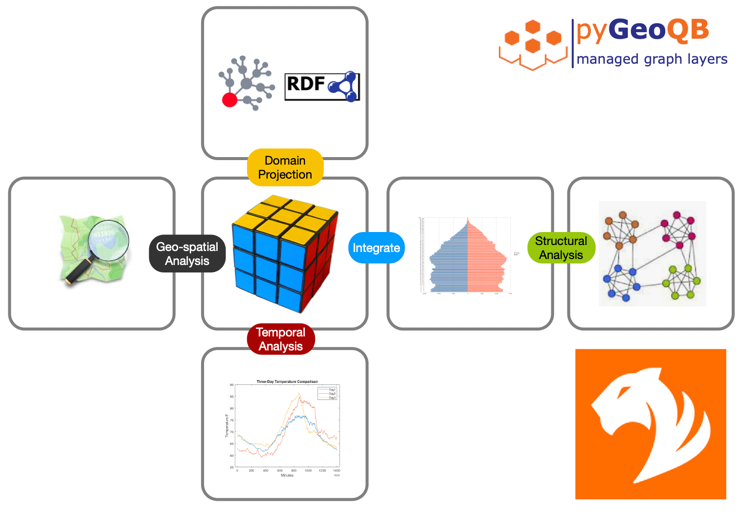 pyGeoQB
managed graph layers
RDF
Domain
Projection
Geo-spatial
Analysis
Integrate
Structural
Analysis
Temporal
Analysis
Three-Day Temperature Comparison
Minutes